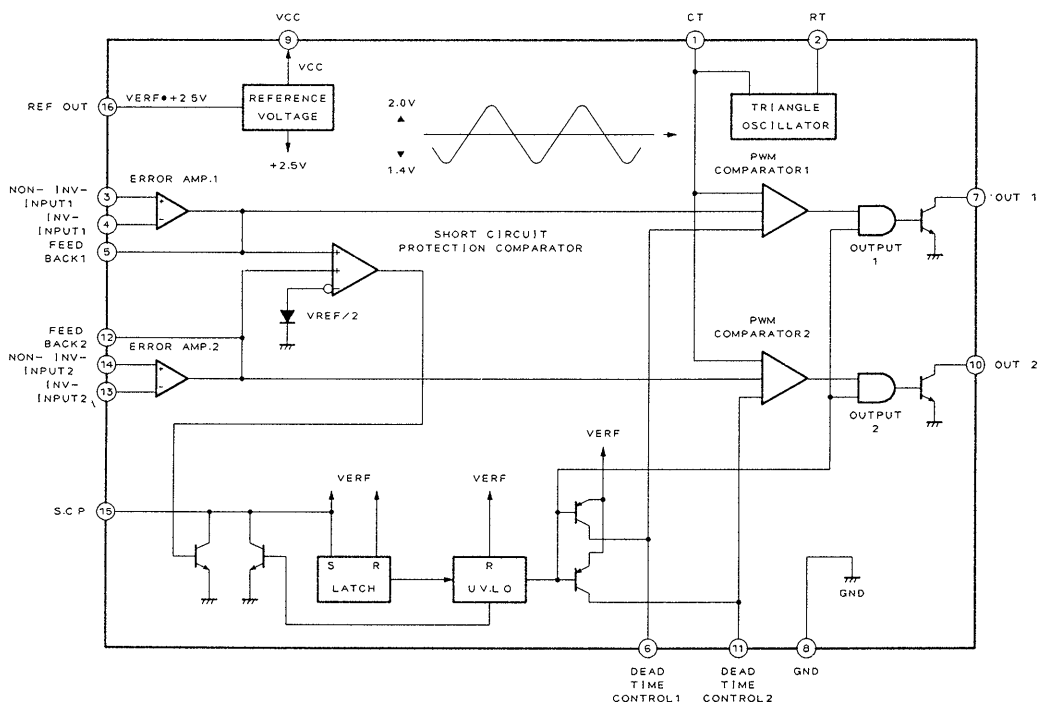 VCC
CT
RT
9
1
2
VCC
REF OUT
16
VERF•+2 5V
REFERENCE
VOLTAGE
+2.5V
2.0V
1.4V
TRIANGLE
OSCILLATOR
PWM
COMPARATOR1
ERROR AMP.1
NON- INV-
INPUT1
3
INV-
INPUT1
4
FEED
BACK1
5
+
-
SHORT CIRCUIT
PROTECTION COMPARATOR
+
+
-
VREF/2
OUTPUT
1
7
OUT 1
FEED
BACK2
12
ERROR AMP.2
NON- INV-
INPUT2
14
INV-
INPUT2
13
+
-
PWM
COMPARATOR2
OUTPUT
2
10
OUT 2
VERF
VERF
VERF
S.C P
15
S R
LATCH
R
U.V.LO
GND
6
11
8
DEAD
TIME
CONTROL1
DEAD
TIME
CONTROL2
GND